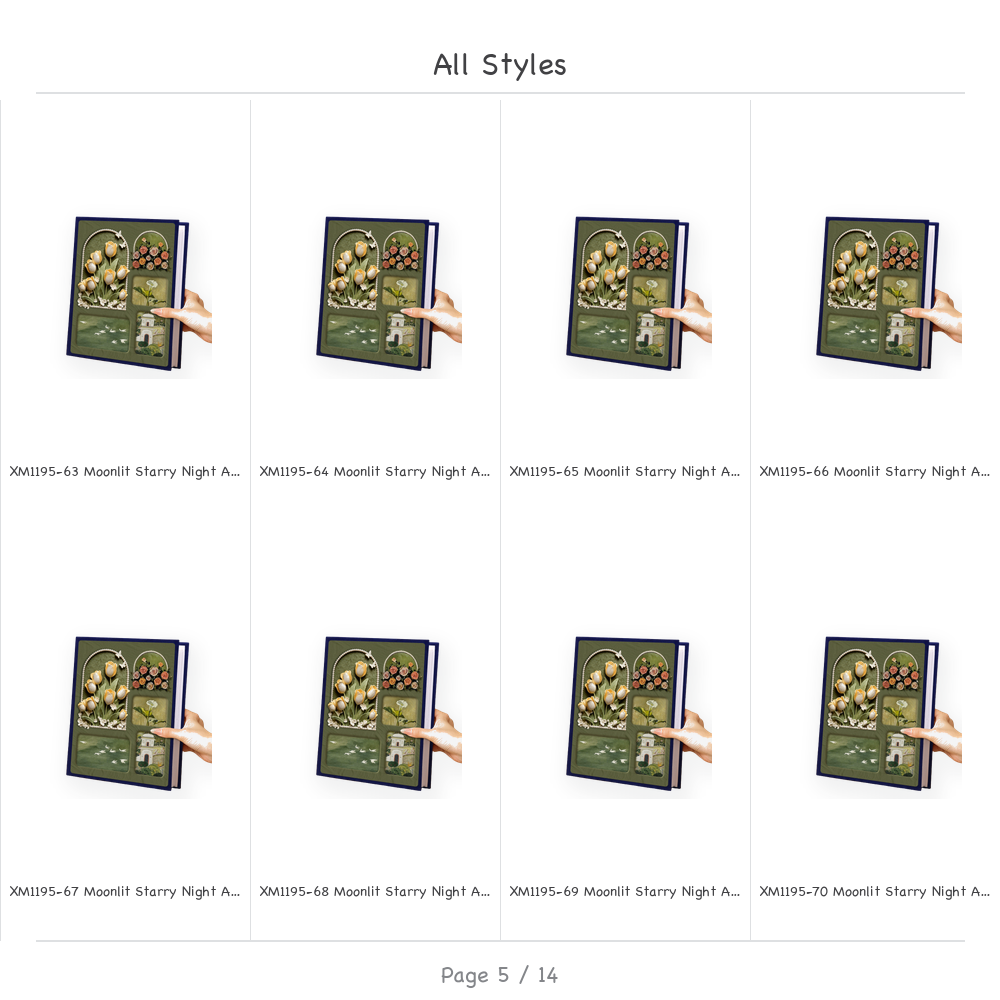 All Styles
XM1195-63 Moonlit Starry Night A...
XM1195-64 Moonlit Starry Night A...
XM1195-65 Moonlit Starry Night A...
XM1195-66 Moonlit Starry Night A...
XM1195-67 Moonlit Starry Night A...
XM1195-68 Moonlit Starry Night A...
XM1195-69 Moonlit Starry Night A...
XM1195-70 Moonlit Starry Night A...
Page 5 / 14